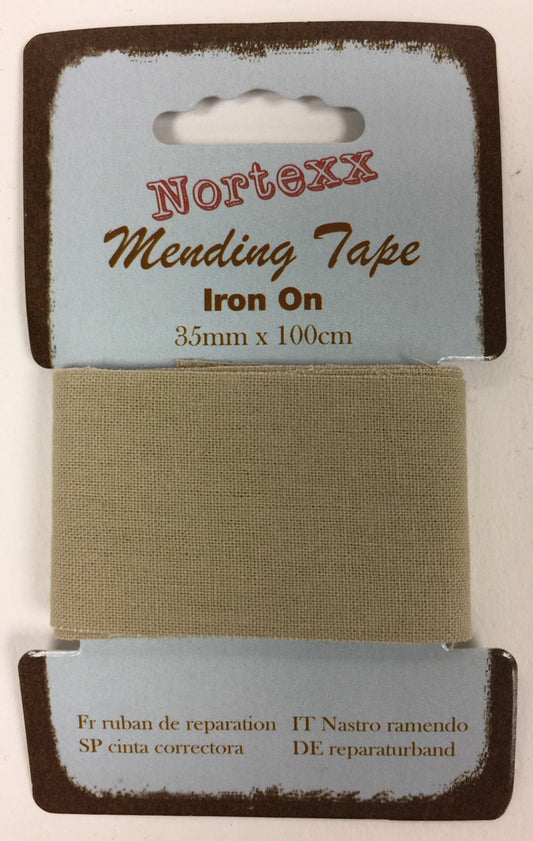 Nortexx
Mending Tape
Iron On
35mm x 100cm
Fr ruban de reparation IT Nastro ramendo
SP cinta correctora DE reparaturband